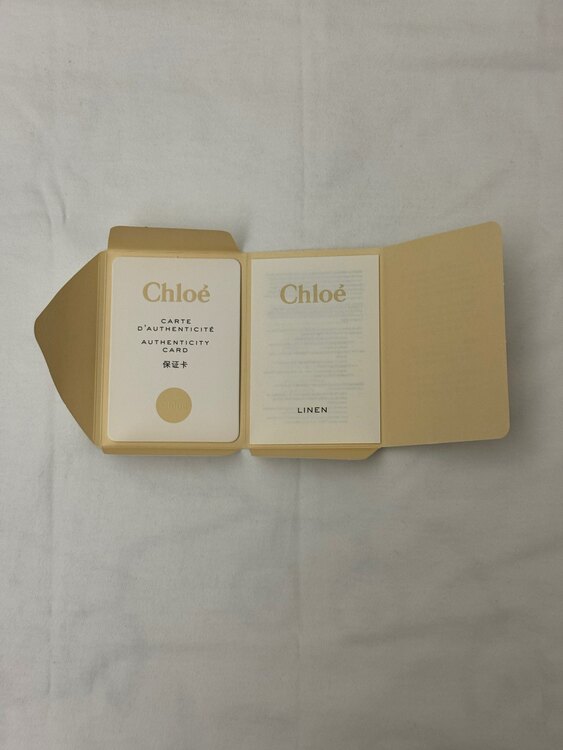 Chloé
CARTE
D'AUTHENTICITÉ
AUTHENTICITY
CARD
保证卡
Chloé
LINEN